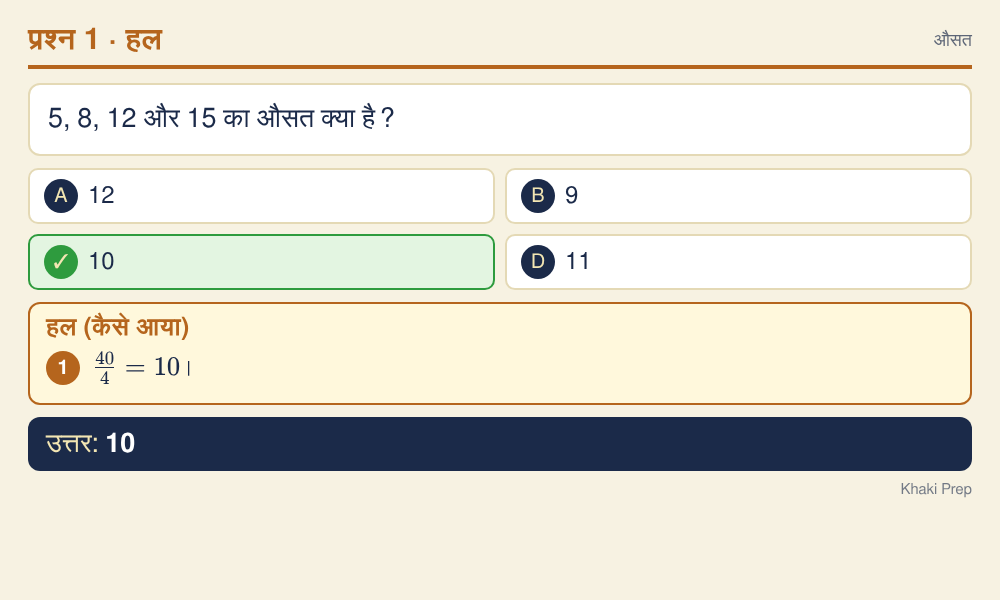 प्रश्न 1 · हल
औसत
5, 8, 12 और 15 का औसत क्या है ?
A 12
B 9
✓ 10
D 11
हल (कैसे आया)
1 40/4 = 10।
उत्तर: 10
Khaki Prep